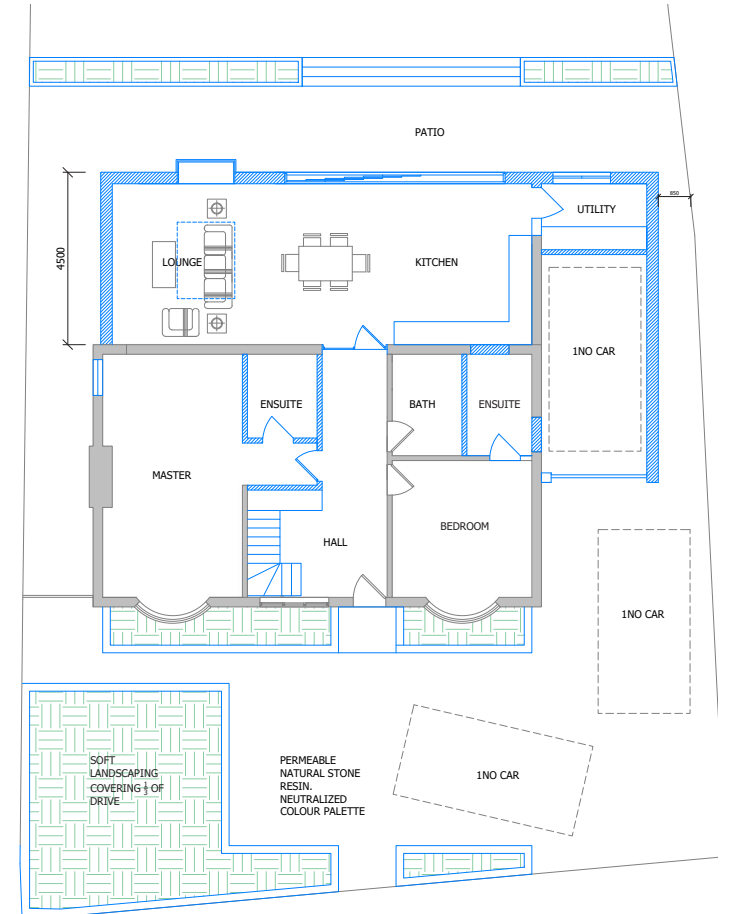 PATIO
850
UTILITY
4500
LOUNGE
KITCHEN
1NO CAR
ENSUITE
BATH
ENSUITE
MASTER
BEDROOM
HALL
1NO CAR
SOFT
LANDSCAPING
COVERING ⅓ OF
DRIVE
PERMEABLE
NATURAL STONE
RESIN.
NEUTRALIZED
COLOUR PALETTE
1NO CAR